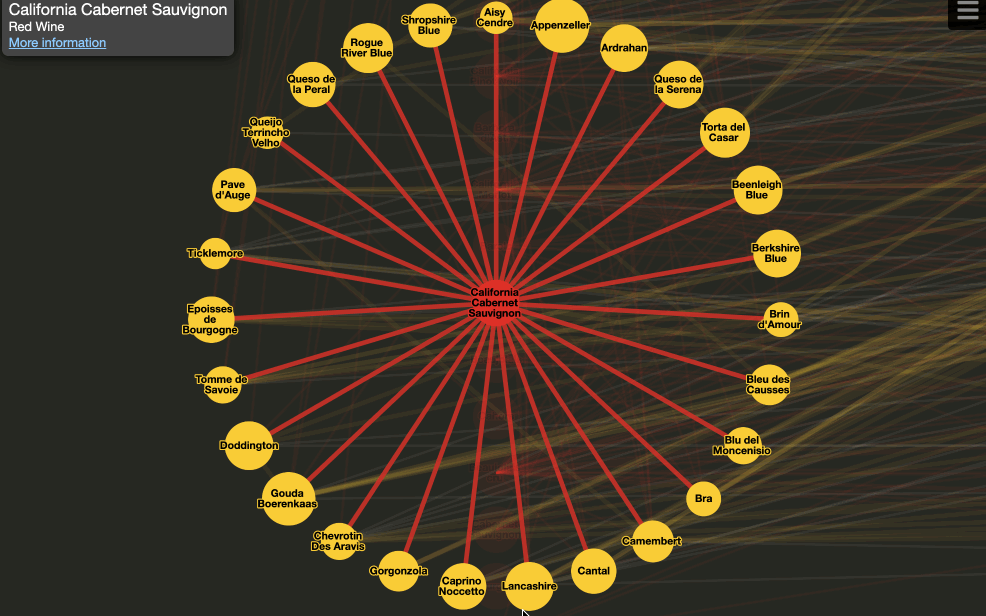 California Cabernet Sauvignon
Red Wine
More information
Aisy
Cendre
Appenzeller
Ardrahan
Queso de
la Serena
Torta del
Casar
Beenleigh
Blue
Berkshire
Blue
Brin
d'Amour
Bleu des
Causses
Blu del
Moncenisio
Bra
Camembert
Cantal
Lancashire
Caprino
Noccetto
Gorgonzola
Chevrotin
Des Aravis
Gouda
Boerenkaas
Doddington
Tomme de
Savoie
Epoisses
de
Bourgogne
Ticklemore
Pave
d'Auge
Queijo
Terrincho
Velho
Queso de
la Peral
Rogue
River Blue
Shropshire
Blue
California
Cabernet
Sauvignon